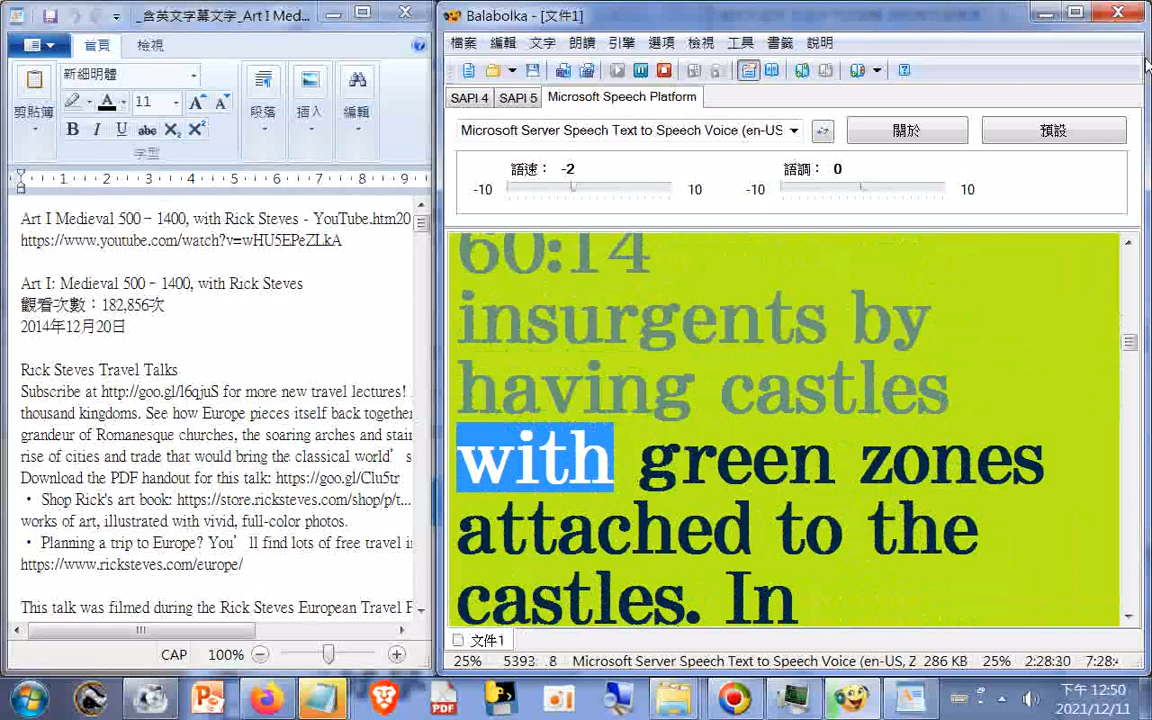 _含英文字幕文字_Art I Med...
首頁
檢視
剪貼簿
新細明體
11
B I U abc X₂ X²
字型
段落
插入
編輯
1 2 3 4 5 6 7 8 9
Art I Medieval 500–1400, with Rick Steves - YouTube.htm20
https://www.youtube.com/watch?v=wHU5EPeZLkA
Art I: Medieval 500–1400, with Rick Steves
觀看次數：182,856次
2014年12月20日
Rick Steves Travel Talks
Subscribe at http://goo.gl/l6qjuS for more new travel lectures!
thousand kingdoms. See how Europe pieces itself back together
grandeur of Romanesque churches, the soaring arches and stai
rise of cities and trade that would bring the classical world's
Download the PDF handout for this talk: https://goo.gl/Clu5tr
• Shop Rick's art book: https://store.ricksteves.com/shop/p/t...
works of art, illustrated with vivid, full-color photos.
• Planning a trip to Europe? You'll find lots of free travel i
https://www.ricksteves.com/europe/
This talk was filmed during the Rick Steves European Travel F
CAP 100%
Balabolka - [文件1]
檔案 編輯 文字 朗讀 引擎 選項 檢視 工具 書籤 說明
SAPI 4 SAPI 5 Microsoft Speech Platform
Microsoft Server Speech Text to Speech Voice (en-US
關於
預設
語速： -2
-10 10
語調： 0
-10 10
60:14
insurgents by
having castles
with green zones
attached to the
castles. In
文件1
25% 5393 .8 Microsoft Server Speech Text to Speech Voice (en-US, Z 286 KB 25% 2:28:30 7:28:
下午 12:50
2021/12/11